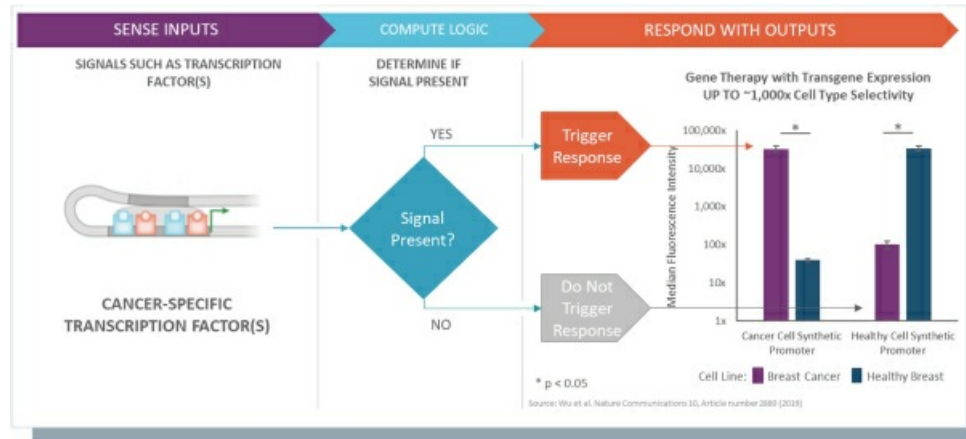 SENSE INPUTS
COMPUTE LOGIC
RESPOND WITH OUTPUTS
SIGNALS SUCH AS TRANSCRIPTION
FACTOR(S)
DETERMINE IF
SIGNAL PRESENT
Gene Therapy with Transgene Expression
UP TO ~1,000x Cell Type Selectivity
CANCER-SPECIFIC
TRANSCRIPTION FACTOR(S)
Signal
Present?
YES
NO
Trigger
Response
Do Not
Trigger
Response
Median Fluorescence Intensity
100,000x
10,000x
1,000x
100x
10x
1x
*
*
Cancer Cell Synthetic
Promoter
Healthy Cell Synthetic
Promoter
Cell Line: Breast Cancer Healthy Breast
* p < 0.05
Source: Wu et al. Nature Communications 10, Article number 2880 (2019)